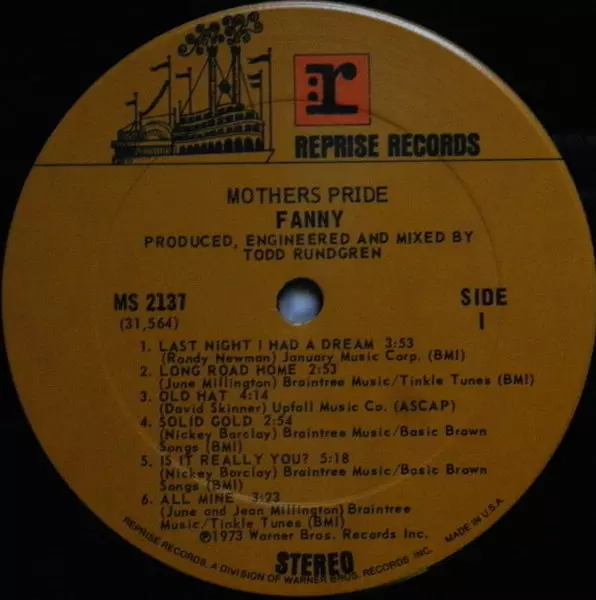 :r
REPRISE RECORDS
MOTHERS PRIDE
FANNY
PRODUCED, ENGINEERED AND MIXED BY
TODD RUNDGREN
MS 2137
(31,564)
SIDE
1
1. LAST NIGHT I HAD A DREAM 3:53
(Randy Newman) January Music Corp. (BMI)
2. LONG ROAD HOME 2:53
(June Millington) Braintree Music/Tinkle Tunes (BMI)
3. OLD HAT 4:14
(David Skinner) Upfall Music Co. (ASCAP)
4. SOLID GOLD 2:54
(Nickey Barclay) Braintree Music/Basic Brown
Songs (BMI)
5. IS IT REALLY YOU? 5:18
(Nickey Barclay) Braintree Music/Basic Brown
Songs (BMI)
6. ALL MINE 3:23
(June and Jean Millington) Braintree
Music/Tinkle Tunes (BMI)
℗1973 Warner Bros. Records Inc.
STEREO
REPRISE RECORDS, A DIVISION OF WARNER BROS. RECORDS INC.
MADE IN U.S.A.